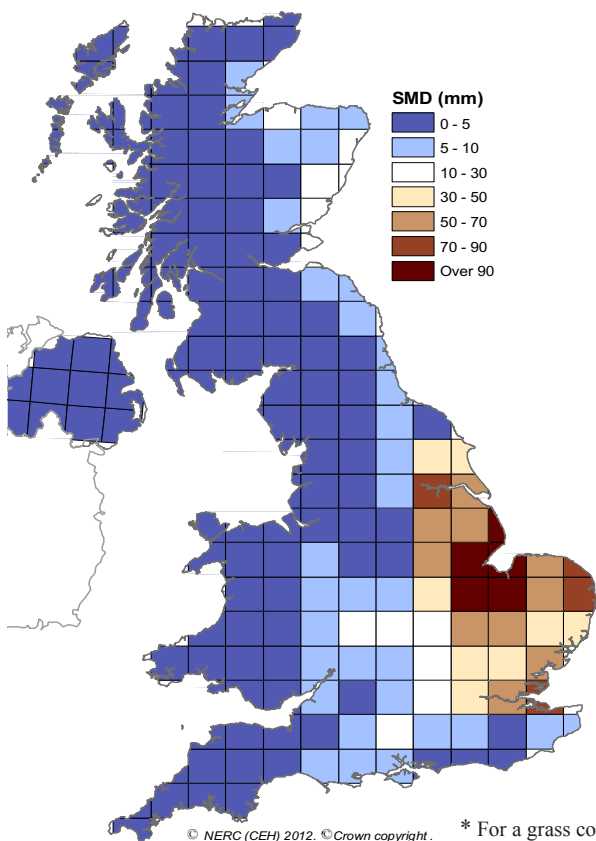 SMD (mm)
0 - 5
5 - 10
10 - 30
30 - 50
50 - 70
70 - 90
Over 90
© NERC (CEH) 2012. ©Crown copyright .
* For a grass co